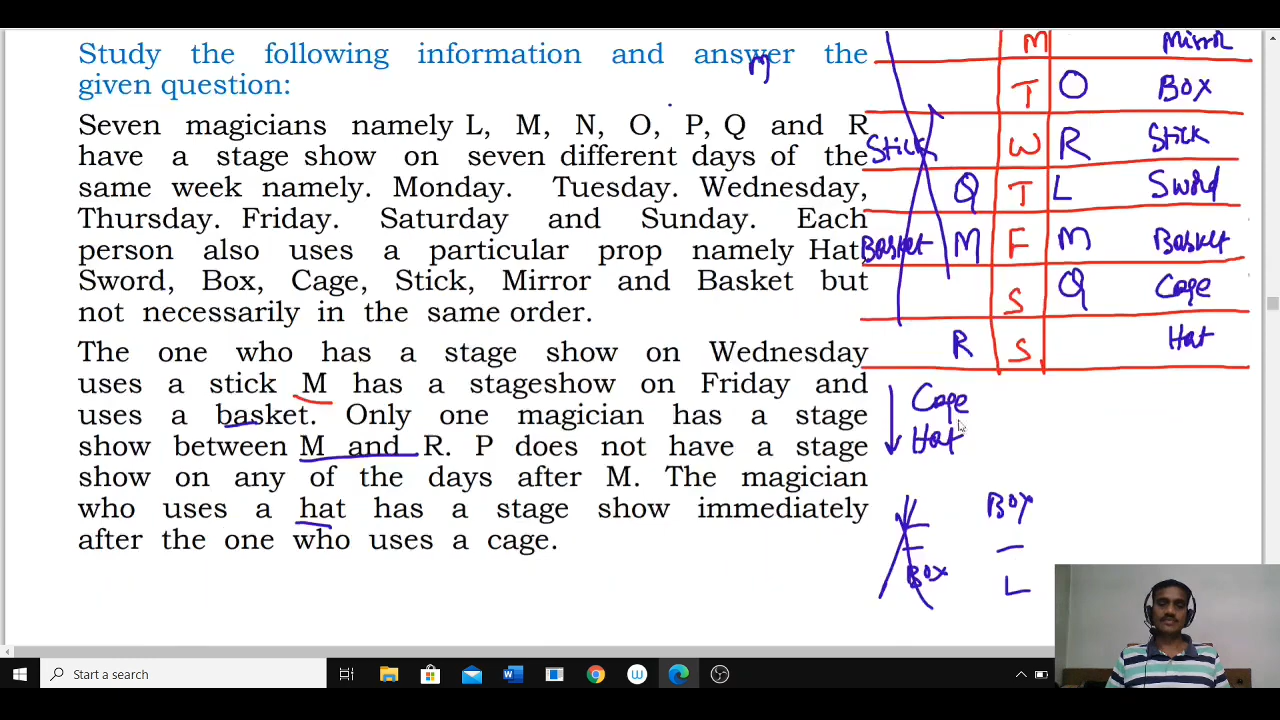 Study the following information and answer the
given question:
M
Seven magicians namely L, M, N, O, P, Q and R
have a stage show on seven different days of the
same week namely. Monday. Tuesday. Wednesday,
Thursday. Friday. Saturday and Sunday. Each
person also uses a particular prop namely Hat
Sword, Box, Cage, Stick, Mirror and Basket but
not necessarily in the same order.
The one who has a stage show on Wednesday
uses a stick M has a stageshow on Friday and
uses a basket. Only one magician has a stage
show between M and R. P does not have a stage
show on any of the days after M. The magician
who uses a hat has a stage show immediately
after the one who uses a cage.
M Mirror
T O Box
Stick W R Stick
Q T L Sword
Basket M F M Basket
S Q Cage
R S Hat
Cage
Hat
L
Box
Box
L
Start a search